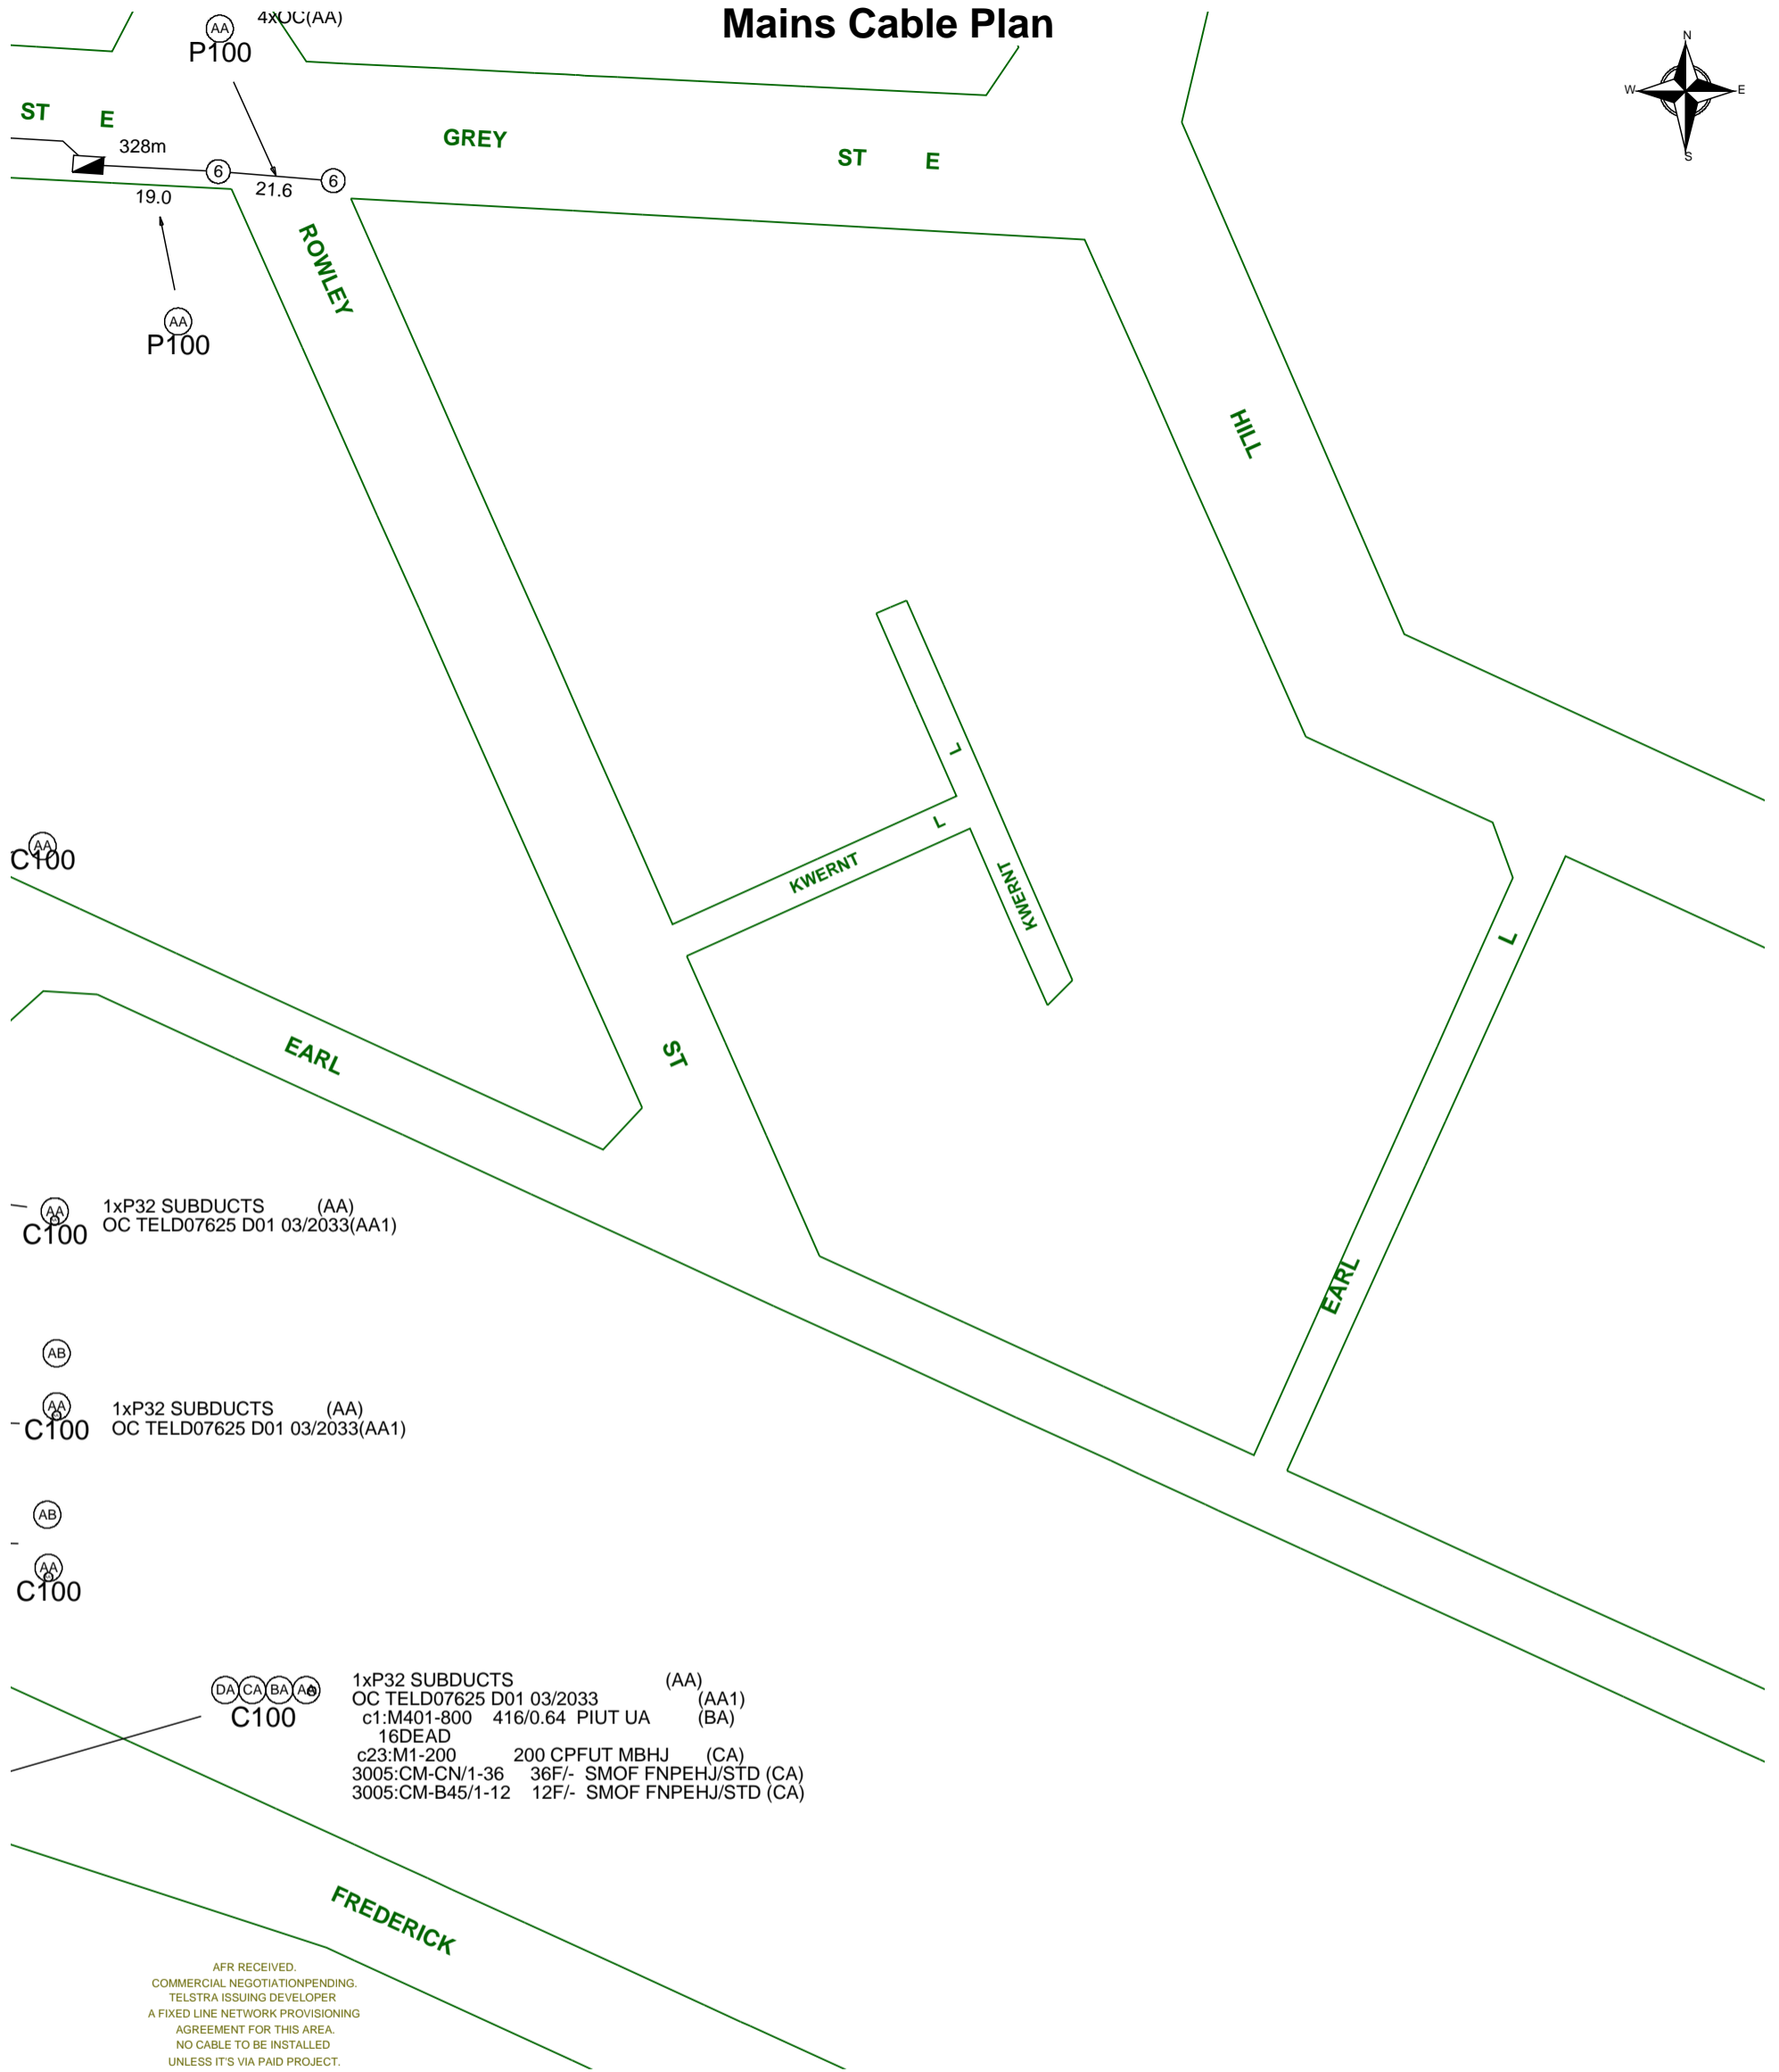 Mains Cable Plan
AA
4xOC(AA)
P100
N
W
E
S
ST E
GREY
ST E
328m
6
6
19.0
21.6
ROWLEY
AA
P100
HILL
L
L
KWERNT
KWERNT
AA
C100
L
EARL
ST
AA
C100
1xP32 SUBDUCTS (AA)
OC TELD07625 D01 03/2033(AA1)
EARL
AB
AA
C100
1xP32 SUBDUCTS (AA)
OC TELD07625 D01 03/2033(AA1)
AB
AA
C100
DA CA BA AA
C100
1xP32 SUBDUCTS (AA)
OC TELD07625 D01 03/2033 (AA1)
c1:M401-800 416/0.64 PIUT UA (BA)
16DEAD
c23:M1-200 200 CPFUT MBHJ (CA)
3005:CM-CN/1-36 36F/- SMOF FNPEHJ/STD (CA)
3005:CM-B45/1-12 12F/- SMOF FNPEHJ/STD (CA)
FREDERICK
AFR RECEIVED.
COMMERCIAL NEGOTIATIONPENDING.
TELSTRA ISSUING DEVELOPER
A FIXED LINE NETWORK PROVISIONING
AGREEMENT FOR THIS AREA.
NO CABLE TO BE INSTALLED
UNLESS IT'S VIA PAID PROJECT.